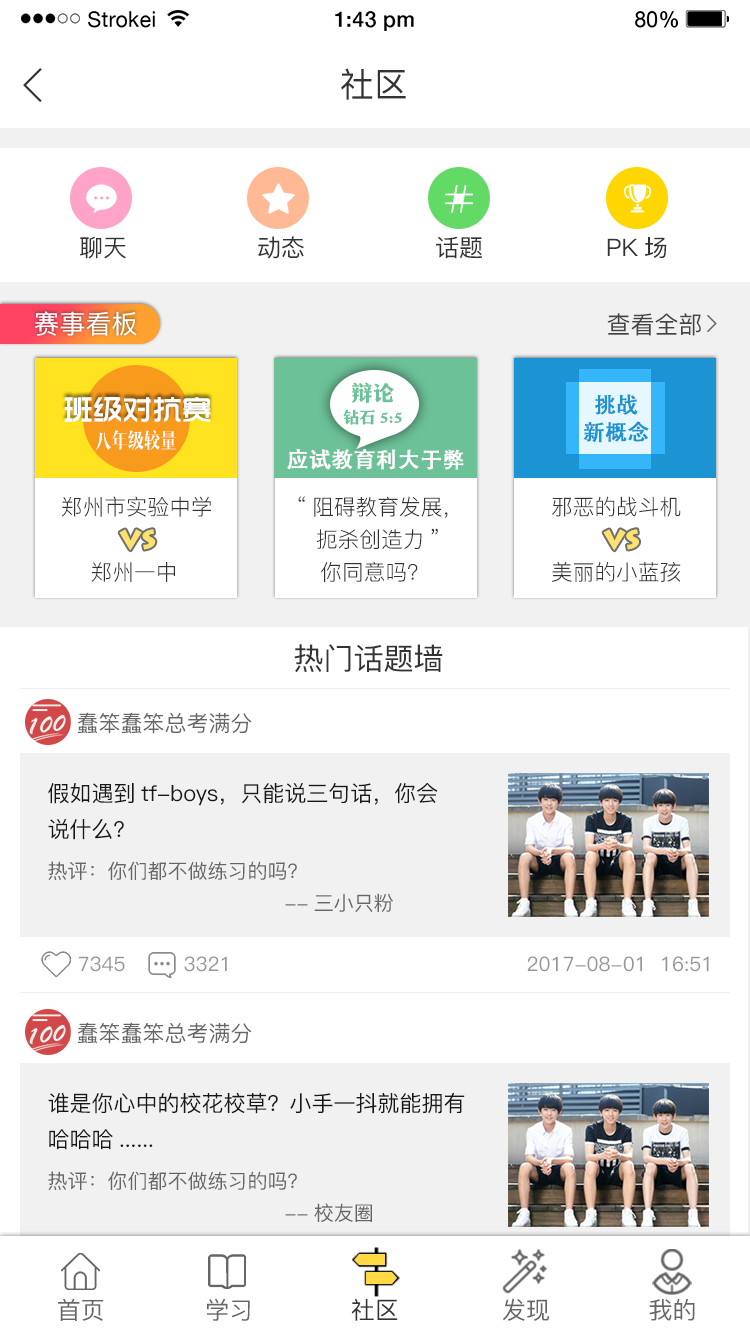 Strokei 1:43 pm 80%
社区
聊天 动态 话题 PK 场
赛事看板 查看全部
班级对抗赛
八年级较量
郑州市实验中学
VS
郑州一中
辩论
钻石 5:5
应试教育利大于弊
“ 阻碍教育发展,
扼杀创造力 ”
你同意吗?
挑战
新概念
邪恶的战斗机
VS
美丽的小蓝孩
热门话题墙
100 蠢笨蠢笨总考满分
假如遇到 tf-boys，只能说三句话，你会
说什么?
热评：你们都不做练习的吗?
-- 三小只粉
7345 3321 2017-08-01 16:51
100 蠢笨蠢笨总考满分
谁是你心中的校花校草？小手一抖就能拥有
哈哈哈 ......
热评：你们都不做练习的吗?
-- 校友圈
首页 学习 社区 发现 我的